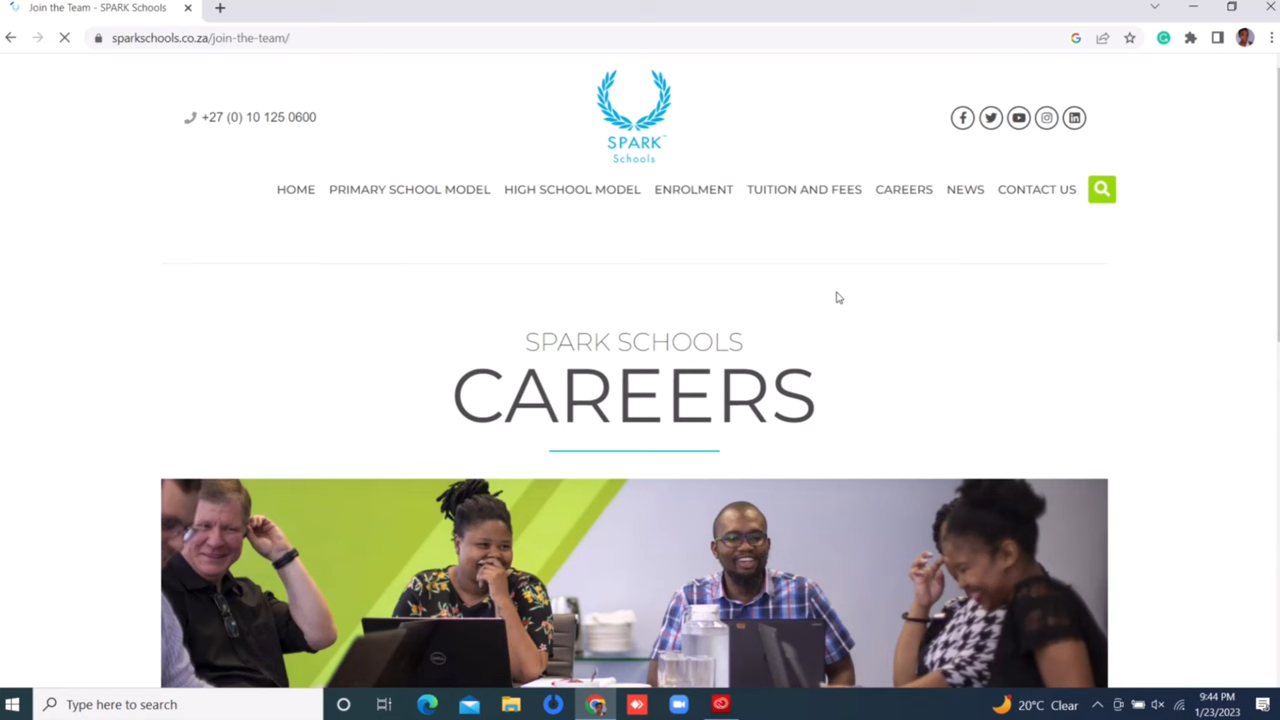 Join the Team - SPARK Schools
sparkschools.co.za/join-the-team/
+27 (0) 10 125 0600
SPARK™
Schools
HOME PRIMARY SCHOOL MODEL HIGH SCHOOL MODEL ENROLMENT TUITION AND FEES CAREERS NEWS CONTACT US
SPARK SCHOOLS
CAREERS
DELL
Type here to search
20°C Clear
9:44 PM
1/23/2023